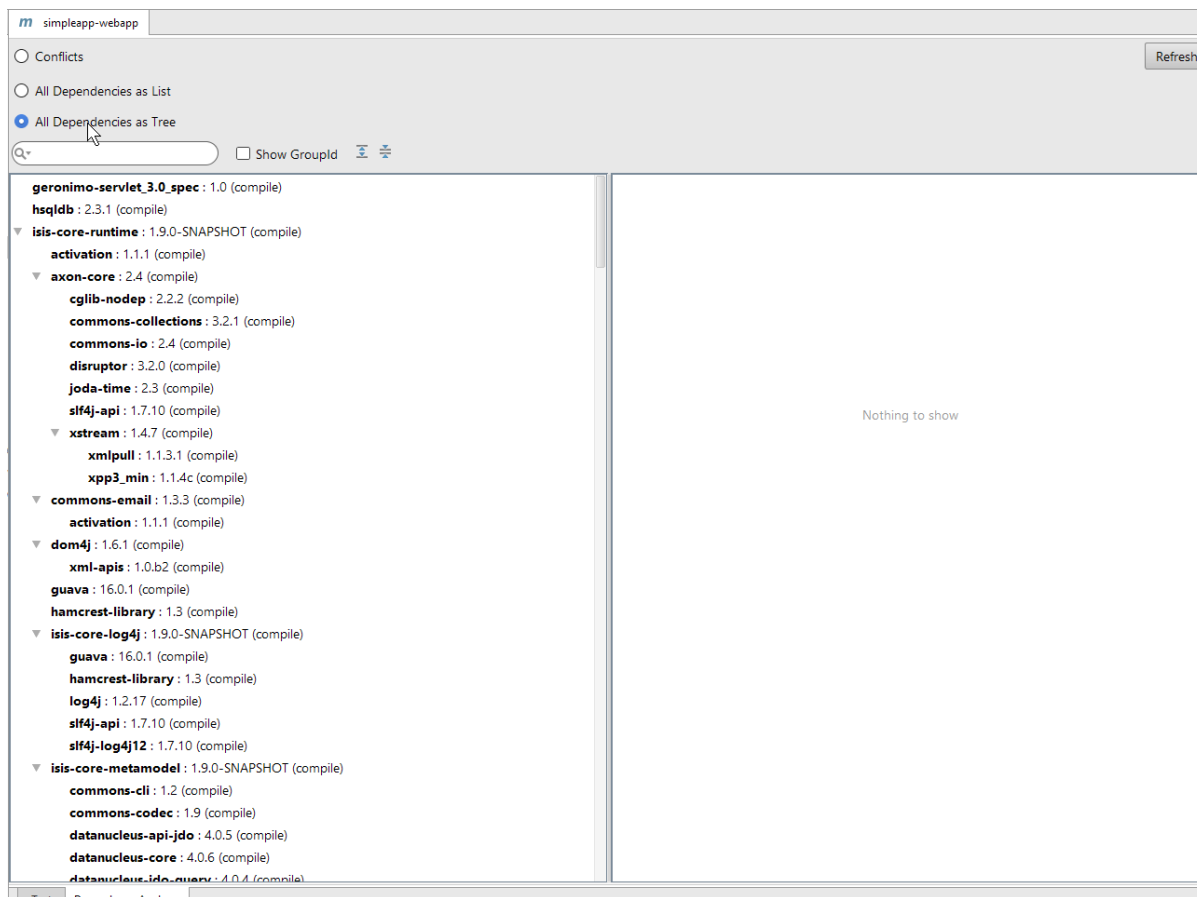 m simpleapp-webapp
Conflicts
Refresh
All Dependencies as List
All Dependencies as Tree
Show GroupId
geronimo-servlet_3.0_spec : 1.0 (compile)
hsqldb : 2.3.1 (compile)
isis-core-runtime : 1.9.0-SNAPSHOT (compile)
activation : 1.1.1 (compile)
axon-core : 2.4 (compile)
cglib-nodep : 2.2.2 (compile)
commons-collections : 3.2.1 (compile)
commons-io : 2.4 (compile)
disruptor : 3.2.0 (compile)
joda-time : 2.3 (compile)
slf4j-api : 1.7.10 (compile)
xstream : 1.4.7 (compile)
xmlpull : 1.1.3.1 (compile)
xpp3_min : 1.1.4c (compile)
commons-email : 1.3.3 (compile)
activation : 1.1.1 (compile)
dom4j : 1.6.1 (compile)
xml-apis : 1.0.b2 (compile)
guava : 16.0.1 (compile)
hamcrest-library : 1.3 (compile)
isis-core-log4j : 1.9.0-SNAPSHOT (compile)
guava : 16.0.1 (compile)
hamcrest-library : 1.3 (compile)
log4j : 1.2.17 (compile)
slf4j-api : 1.7.10 (compile)
slf4j-log4j12 : 1.7.10 (compile)
isis-core-metamodel : 1.9.0-SNAPSHOT (compile)
commons-cli : 1.2 (compile)
commons-codec : 1.9 (compile)
datanucleus-api-jdo : 4.0.5 (compile)
datanucleus-core : 4.0.6 (compile)
datanucleus-jdo-query : 4.0.4 (compile)
Nothing to show